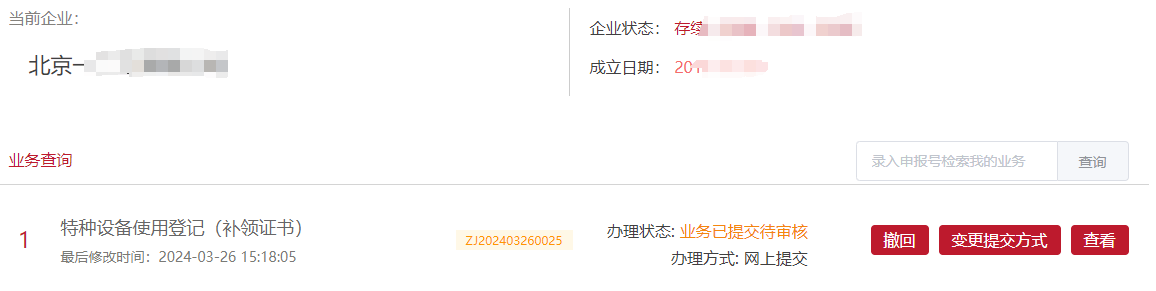 当前企业：
北京
企业状态： 存续
成立日期： 201
业务查询
录入申报号检索我的业务 查询
1
特种设备使用登记（补领证书）
最后修改时间：2024-03-26 15:18:05
ZJ202403260025
办理状态: 业务已提交待审核
办理方式: 网上提交
撤回 变更提交方式 查看